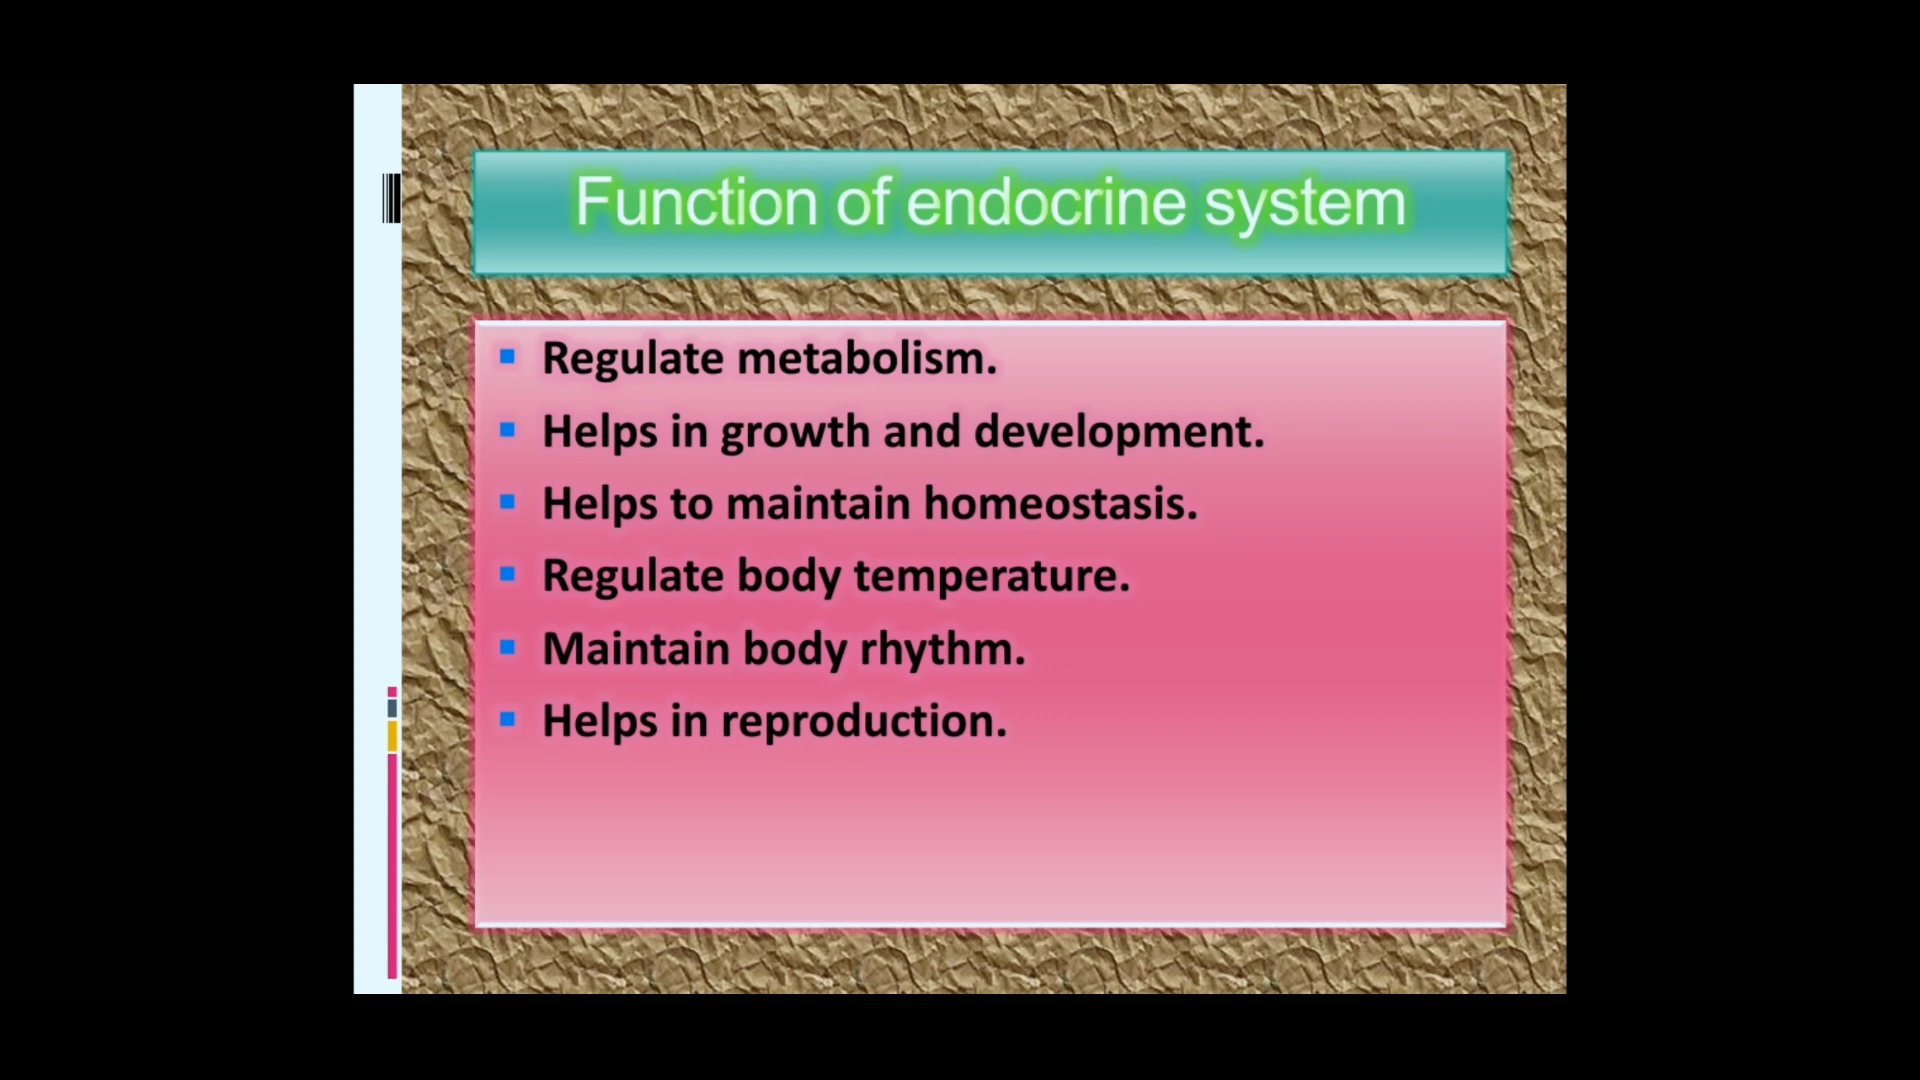 Function of endocrine system
Regulate metabolism.
Helps in growth and development.
Helps to maintain homeostasis.
Regulate body temperature.
Maintain body rhythm.
Helps in reproduction.